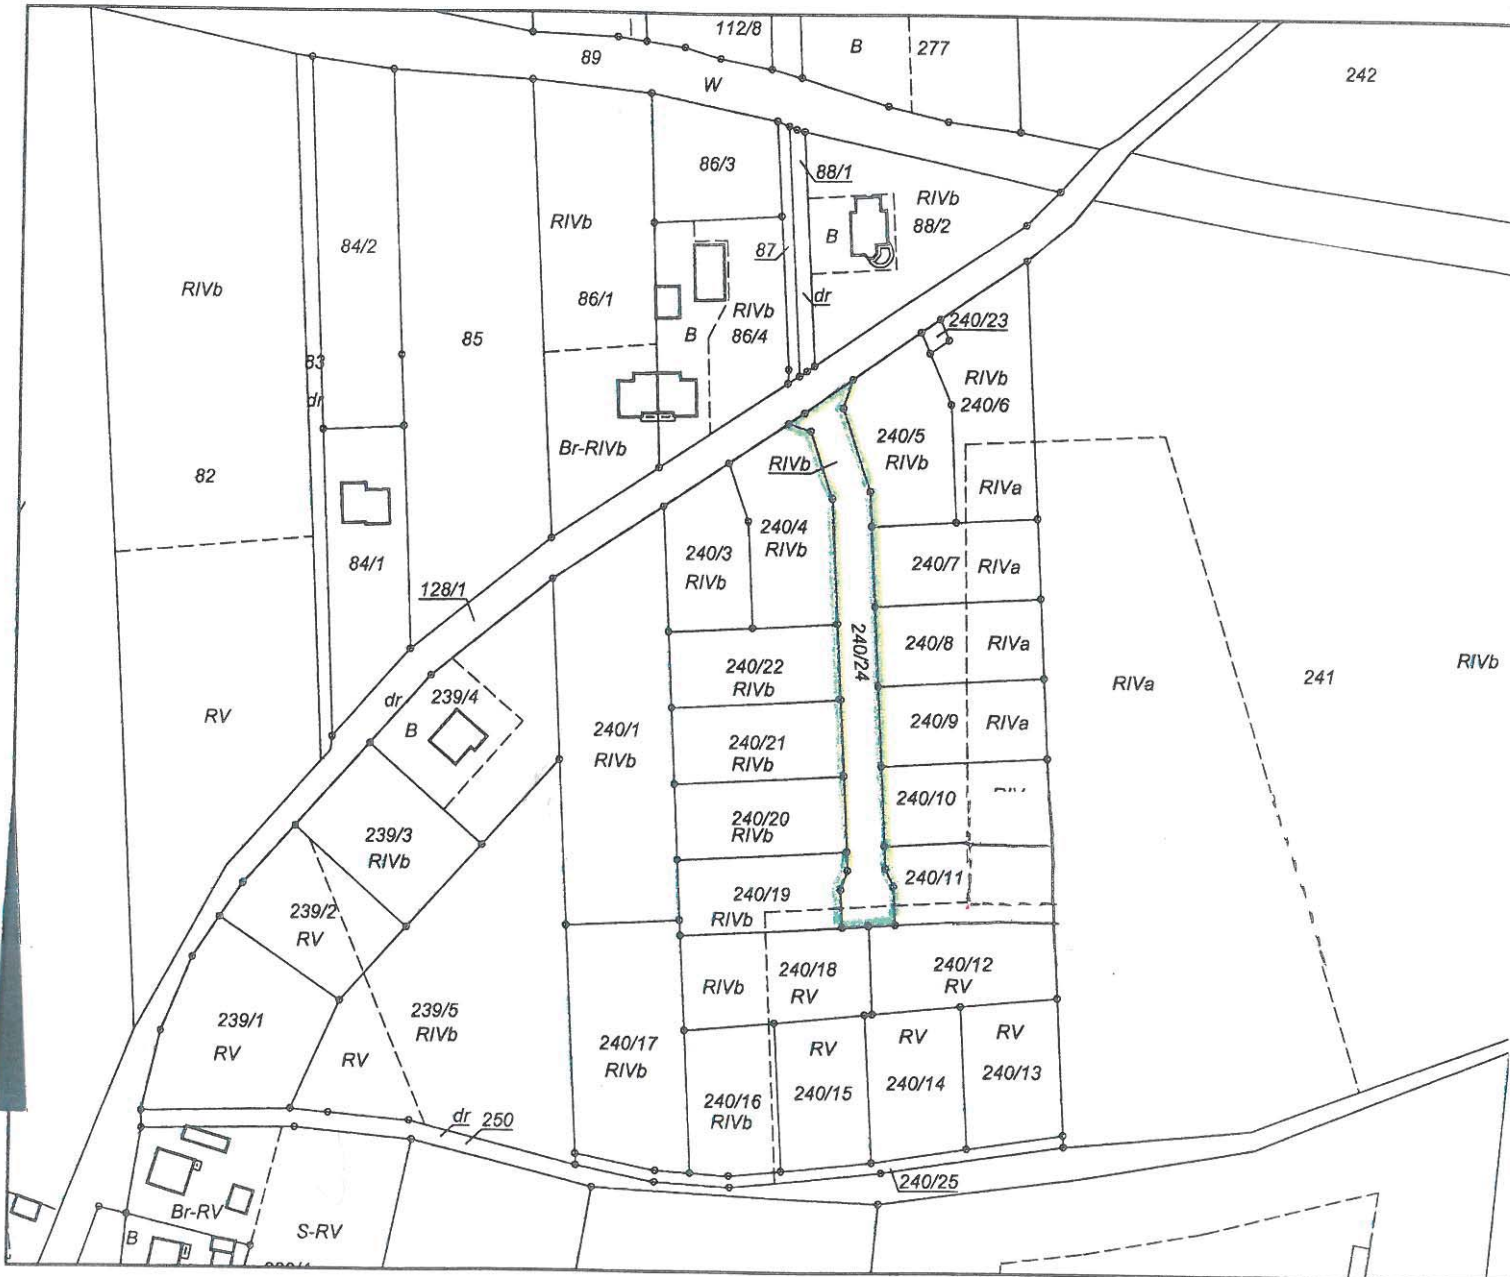 112/8
B
277
89
W
242
86/3
88/1
RIVb
88/2
RIVb
84/2
B
87
RIVb
86/1
dr
RIVb
86/4
B
240/23
85
83
dr
RIVb
240/6
240/5
RIVb
Br-RIVb
RIVb
82
RIVa
240/4
RIVb
240/3
RIVb
84/1
240/7
RIVa
128/1
240/24
240/8
RIVa
240/22
RIVb
RIVa
241
RIVb
dr
239/4
B
RV
240/1
RIVb
240/9
RIVa
240/21
RIVb
240/10
240/20
RIVb
239/3
RIVb
240/11
240/19
RIVb
239/2
RV
240/18
RV
240/12
RV
RIVb
239/5
RIVb
239/1
RV
RV
240/17
RIVb
RV
240/15
RV
240/14
RV
240/13
240/16
RIVb
dr
250
240/25
Br-RV
B
S-RV